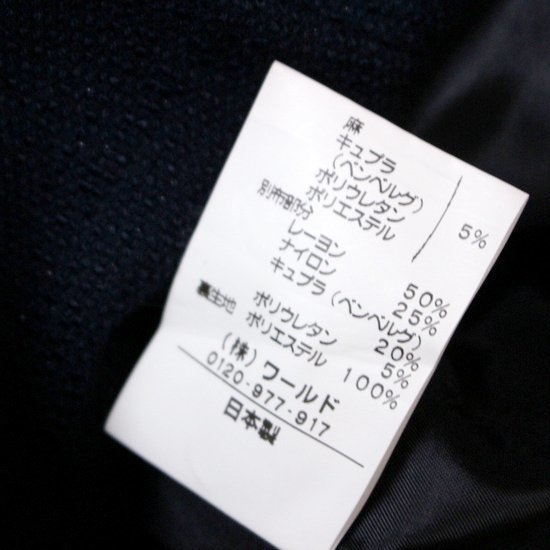 麻
キュプラ
(ベンベルグ)
ポリウレタン
ポリエステル 5%
別布部分
レーヨン 50%
ナイロン 25%
キュプラ(ベンベルグ) 20%
ポリウレタン 5%
裏生地 ポリエステル 100%
(株)ワールド
0120-977-917
日本製